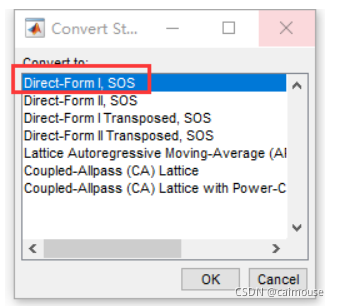 Convert St...
Convert to:
Direct-Form I, SOS
Direct-Form II, SOS
Direct-Form I Transposed, SOS
Direct-Form II Transposed, SOS
Lattice Autoregressive Moving-Average (AI
Coupled-Allpass (CA) Lattice
Coupled-Allpass (CA) Lattice with Power-C
OK Cancel
CSDN @caimouse